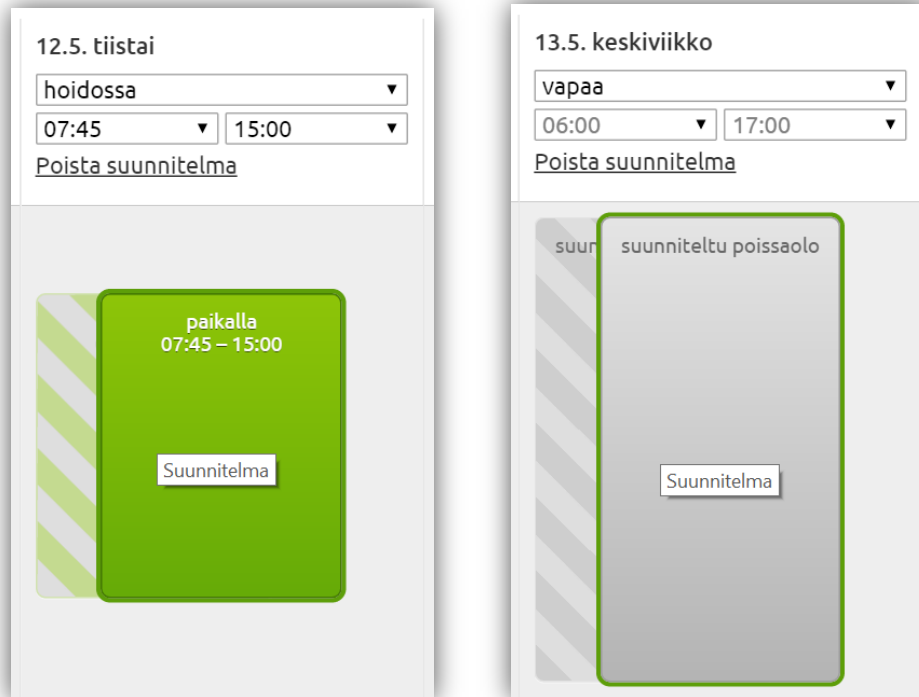 12.5. tiistai
hoidossa
07:45 15:00
Poista suunnitelma
paikalla
07:45 – 15:00
Suunnitelma
13.5. keskiviikko
vapaa
06:00 17:00
Poista suunnitelma
suun suunniteltu poissaolo
Suunnitelma